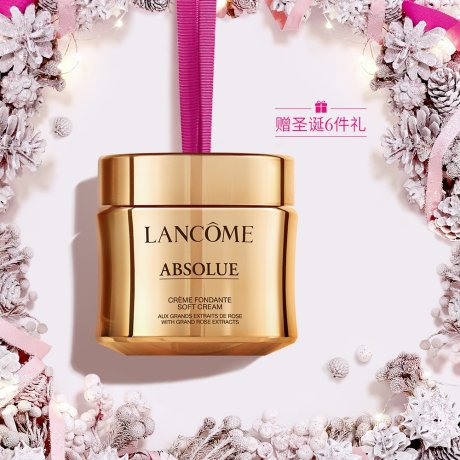 赠圣诞6件礼
LANCÔME
ABSOLUE
CRÈME FONDANTE
SOFT CREAM
AUX GRANDS EXTRAITS DE ROSE
WITH GRAND ROSE EXTRACTS